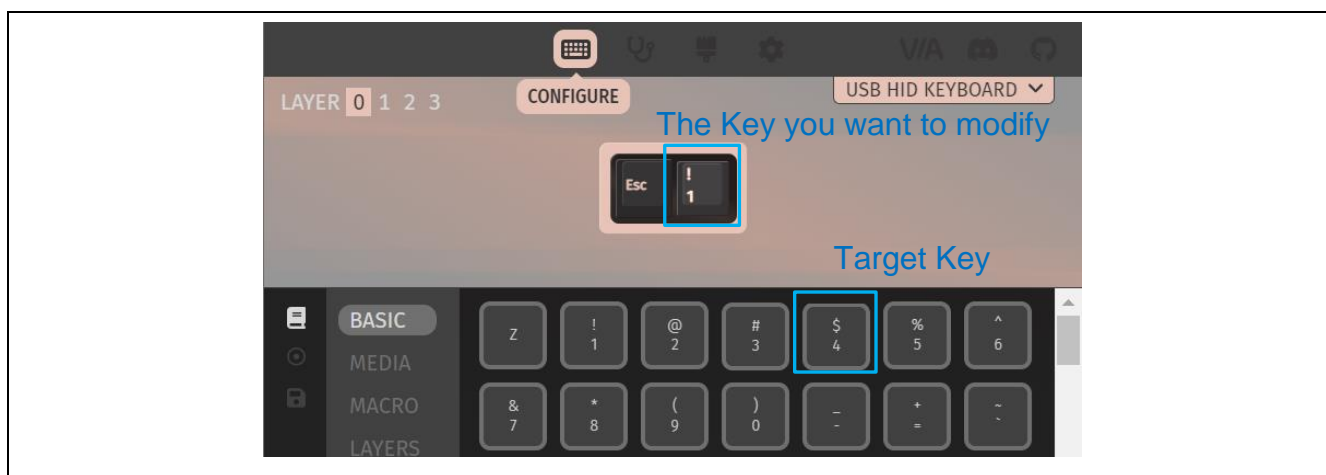 VIA
CONFIGURE
LAYER 0 1 2 3
USB HID KEYBOARD
The Key you want to modify
Esc
!
1
Target Key
BASIC
MEDIA
MACRO
LAYERS
Z
!
1
@
2
#
3
$
4
%
5
^
6
&
7
*
8
(
9
)
0
_
-
+
=
~
`